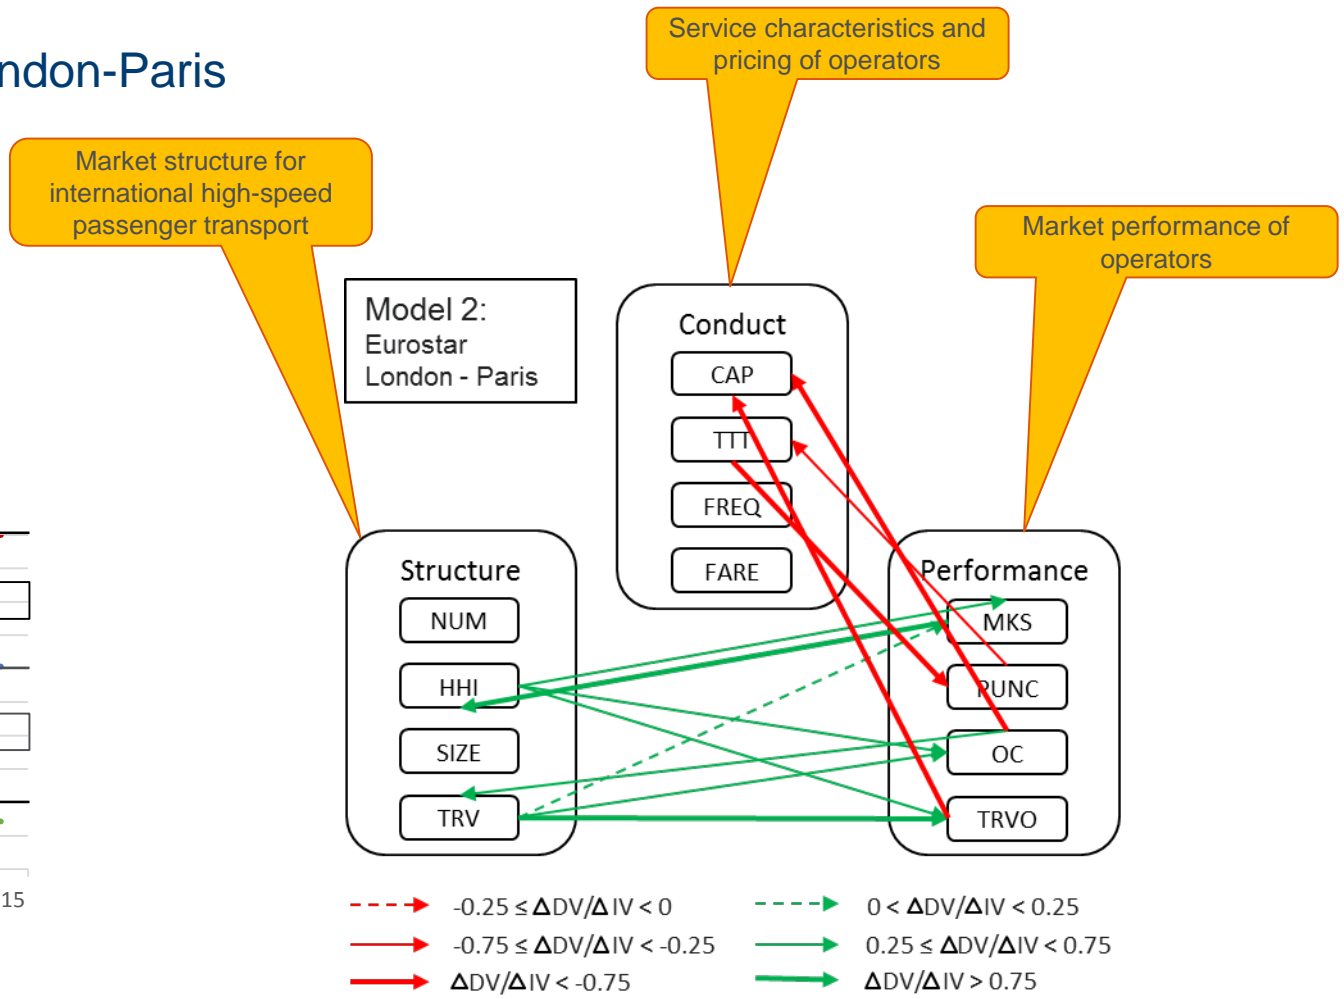 ndon-Paris
Service characteristics and
pricing of operators
Market structure for
international high-speed
passenger transport
Market performance of
operators
Model 2:
Eurostar
London - Paris
Conduct
CAP
TTT
FREQ
FARE
Structure
NUM
HHI
SIZE
TRV
Performance
MKS
PUNC
OC
TRVO
15
-0.25 ≤ ΔDV/ΔIV < 0
-0.75 ≤ ΔDV/ΔIV < -0.25
ΔDV/ΔIV < -0.75
0 < ΔDV/ΔIV < 0.25
0.25 ≤ ΔDV/ΔIV < 0.75
ΔDV/ΔIV > 0.75